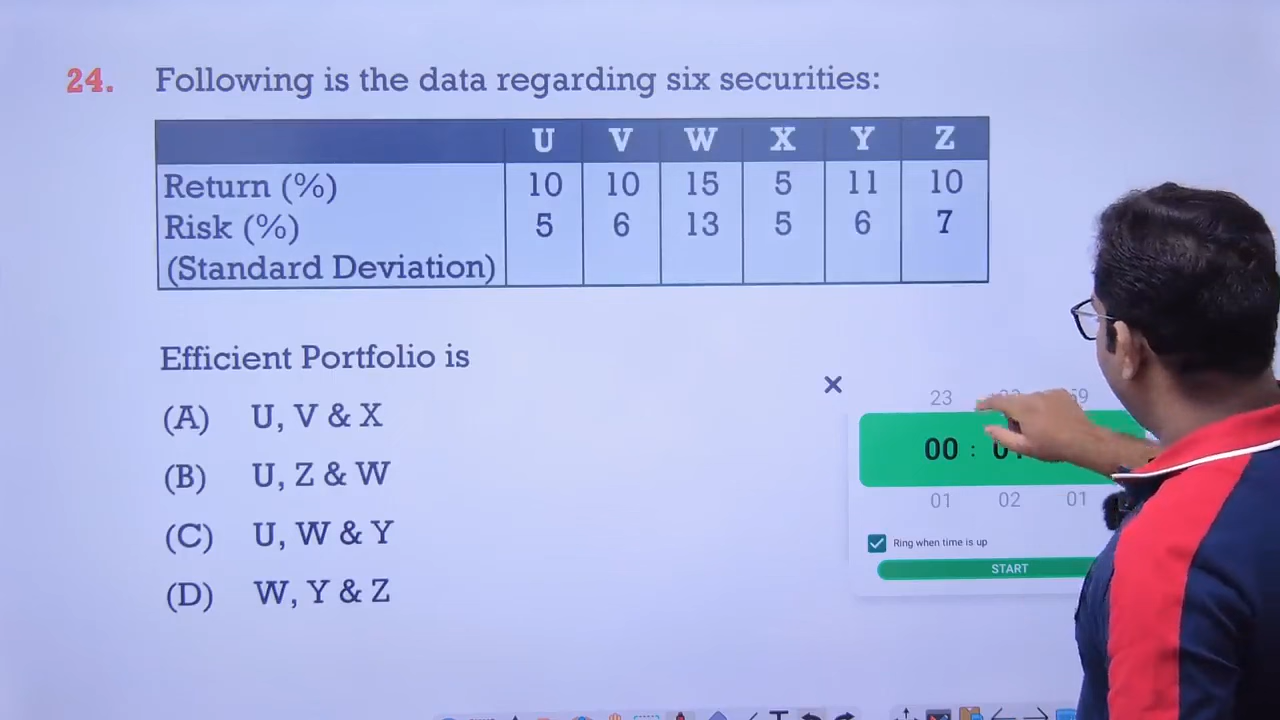 24. Following is the data regarding six securities:
U V W X Y Z
Return (%) 10 10 15 5 11 10
Risk (%) 5 6 13 5 6 7
(Standard Deviation)
Efficient Portfolio is
(A) U, V & X
(B) U, Z & W
(C) U, W & Y
(D) W, Y & Z
×
23 59
00 :
01 02 01
Ring when time is up
START